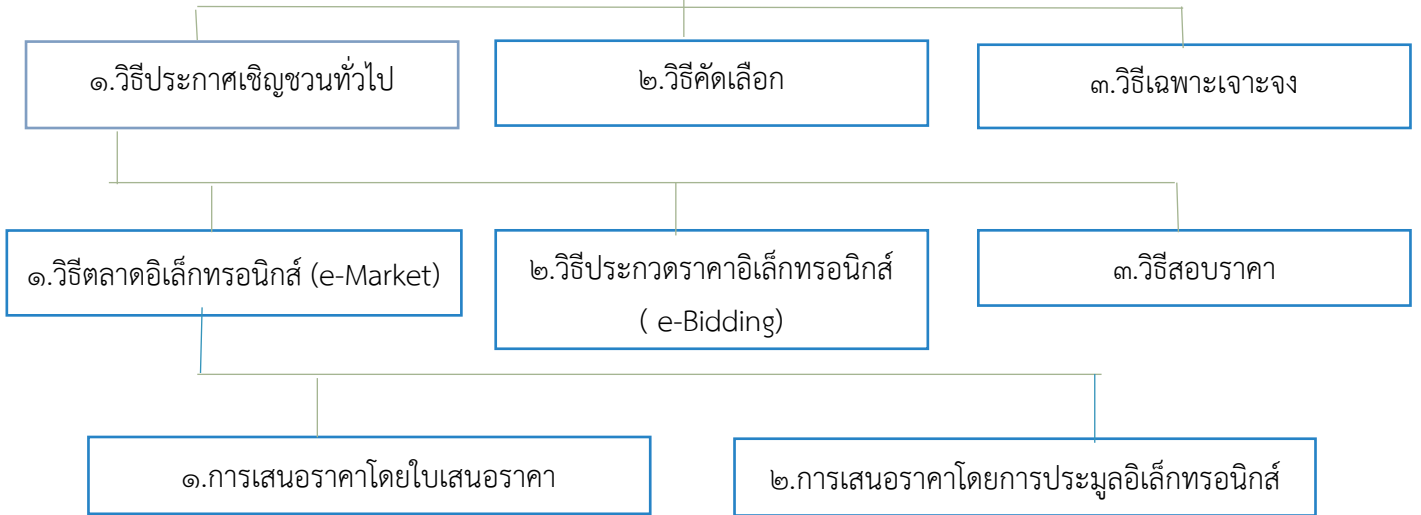 ๑.วิธีประกาศเชิญชวนทั่วไป
๒.วิธีคัดเลือก
๓.วิธีเฉพาะเจาะจง
๑.วิธีตลาดอิเล็กทรอนิกส์ (e-Market)
๒.วิธีประกวดราคาอิเล็กทรอนิกส์
( e-Bidding)
๓.วิธีสอบราคา
๑.การเสนอราคาโดยใบเสนอราคา
๒.การเสนอราคาโดยการประมูลอิเล็กทรอนิกส์